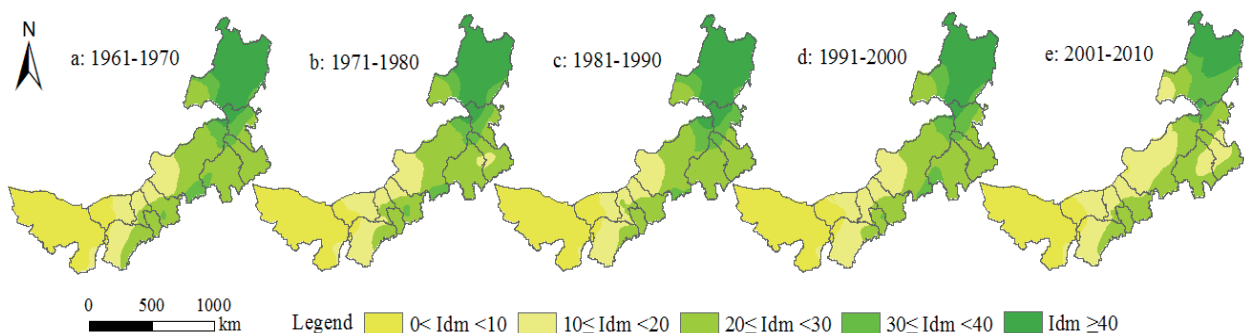 N
a: 1961-1970
b: 1971-1980
c: 1981-1990
d: 1991-2000
e: 2001-2010
0 500 1000
km
Legend 0< Idm <10 10≤ Idm <20 20≤ Idm <30 30≤ Idm <40 Idm ≥40